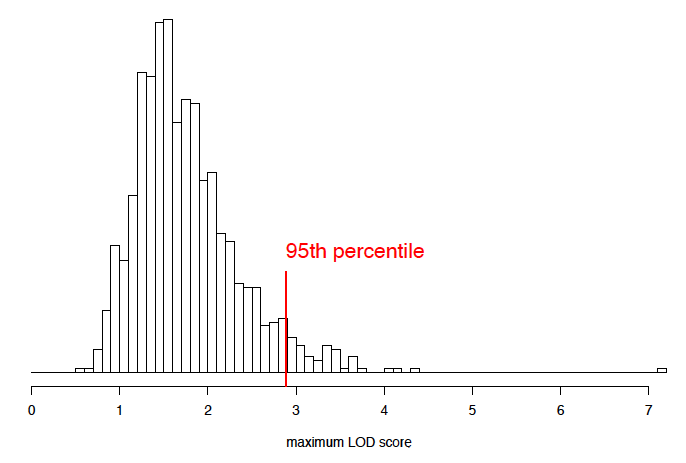 95th percentile
0 1 2 3 4 5 6 7
maximum LOD score